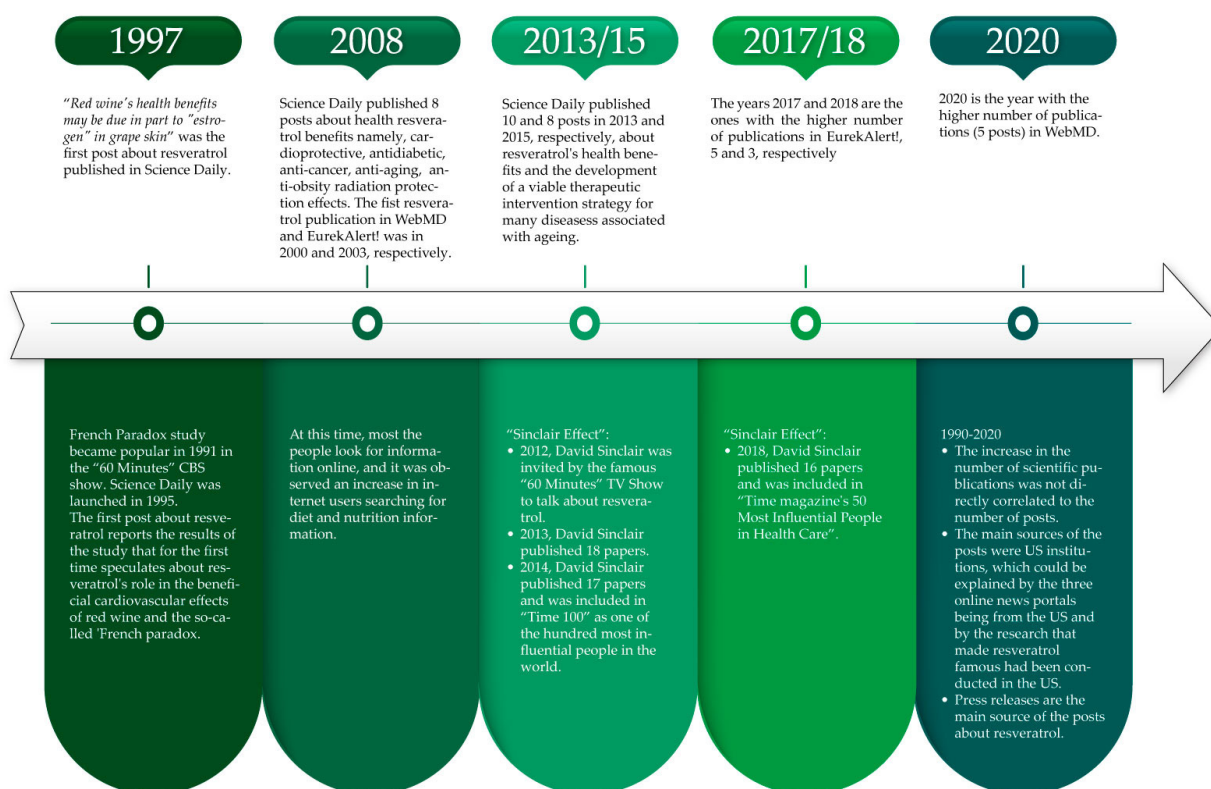 1997
"Red wine's health benefits
may be due in part to "estro-
gen" in grape skin" was the
first post about resveratrol
published in Science Daily.
2008
Science Daily published 8
posts about health resvera-
trol benefits namely, car-
dioprotective, antidiabetic,
anti-cancer, anti-aging, an-
ti-obsity radiation protec-
tion effects. The fist resvera-
trol publication in WebMD
and EurekAlert! was in
2000 and 2003, respectively.
2013/15
Science Daily published
10 and 8 posts in 2013 and
2015, respectively, about
resveratrol's health bene-
fits and the development
of a viable therapeutic
intervention strategy for
many diseasess associated
with ageing.
2017/18
The years 2017 and 2018 are the
ones with the higher number
of publications in EurekAlert!,
5 and 3, respectively
2020
2020 is the year with the
higher number of publica-
tions (5 posts) in WebMD.
French Paradox study
became popular in 1991 in
the "60 Minutes" CBS
show. Science Daily was
launched in 1995.
The first post about resve-
ratrol reports the results of
the study that for the first
time speculates about res-
veratrol's role in the benefi-
cial cardiovascular effects
of red wine and the so-ca-
lled 'French paradox.
At this time, most the
people look for informa-
tion online, and it was ob-
served an increase in in-
ternet users searching for
diet and nutrition infor-
mation.
"Sinclair Effect":
• 2012, David Sinclair was
invited by the famous
"60 Minutes" TV Show
to talk about resvera-
trol.
• 2013, David Sinclair
published 18 papers.
• 2014, David Sinclair
published 17 papers
and was included in
"Time 100" as one of
the hundred most in-
fluential people in the
world.
"Sinclair Effect":
• 2018, David Sinclair
published 16 papers
and was included in
"Time magazine's 50
Most Influential People
in Health Care".
1990-2020
• The increase in the
number of scientific pu-
blications was not di-
rectly correlated to the
number of posts.
• The main sources of the
posts were US institu-
tions, which could be
explained by the three
online news portals
being from the US and
by the research that
made resveratrol
famous had been con-
ducted in the US.
• Press releases are the
main source of the posts
about resveratrol.